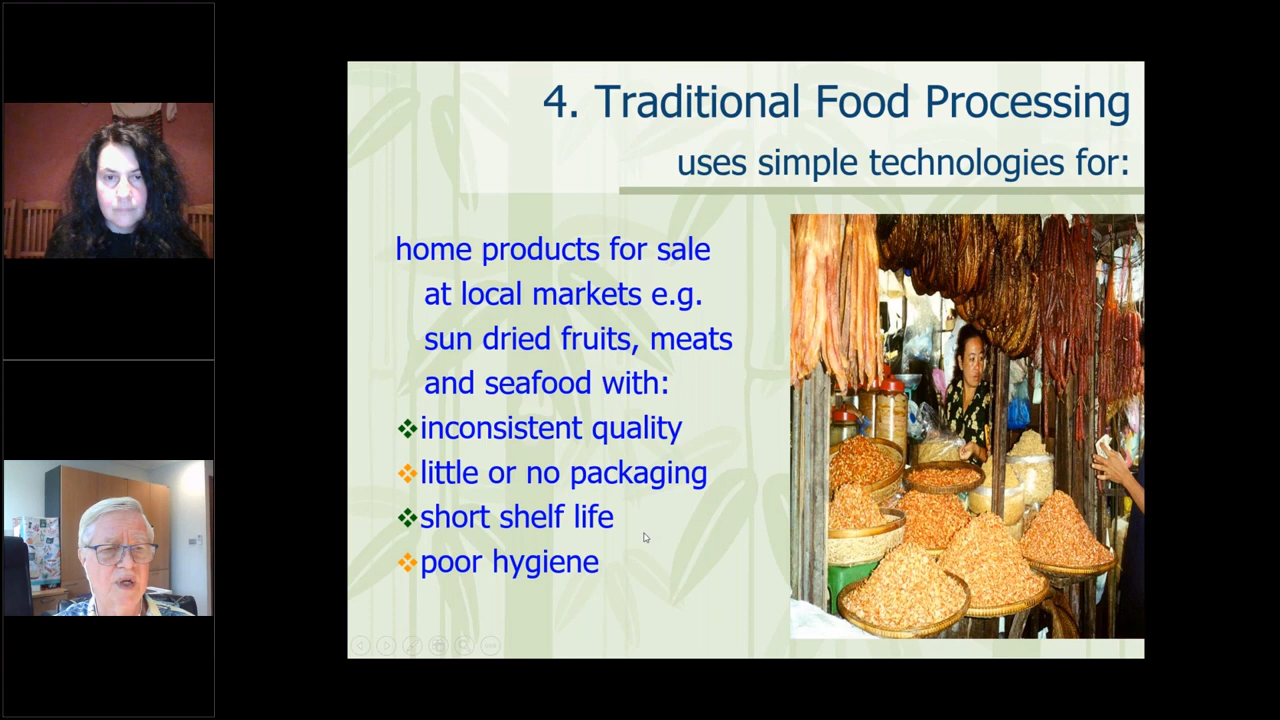 4. Traditional Food Processing
uses simple technologies for:
home products for sale
at local markets e.g.
sun dried fruits, meats
and seafood with:
❖inconsistent quality
❖little or no packaging
❖short shelf life
❖poor hygiene